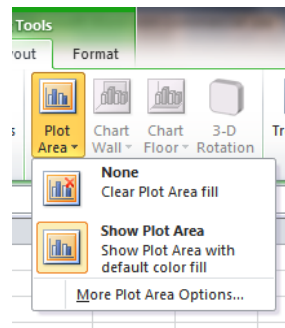 Tools
out Format
s Plot Chart Chart 3-D Tr
Area Wall Floor Rotation
None
Clear Plot Area fill
Show Plot Area
Show Plot Area with
default color fill
More Plot Area Options...